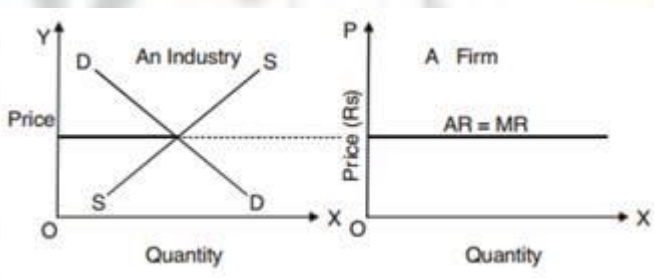 Y
D
An Industry
S
Price
S
D
O
X
Quantity
P
A Firm
Price (Rs)
AR = MR
O
X
Quantity